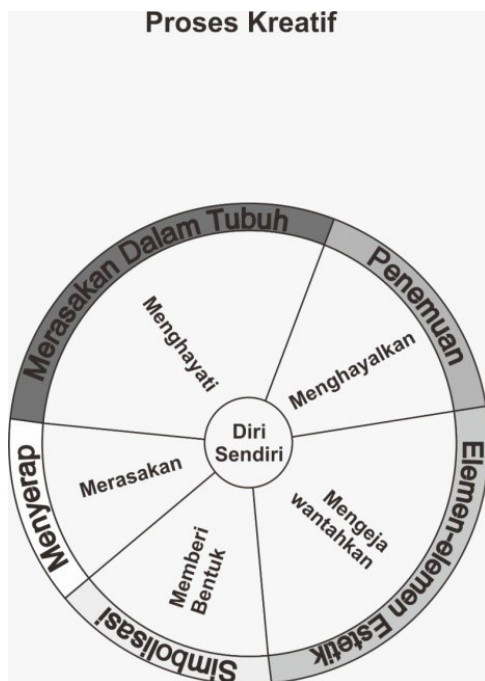 Proses Kreatif
Merasakan Dalam Tubuh
Penemuan
Menghayati
Menghayalkan
Diri
Sendiri
Menyerap
Merasakan
Mengeja
wantahkan
Elemen-elemen Estetik
Memberi
Bentuk
Simbolisasi